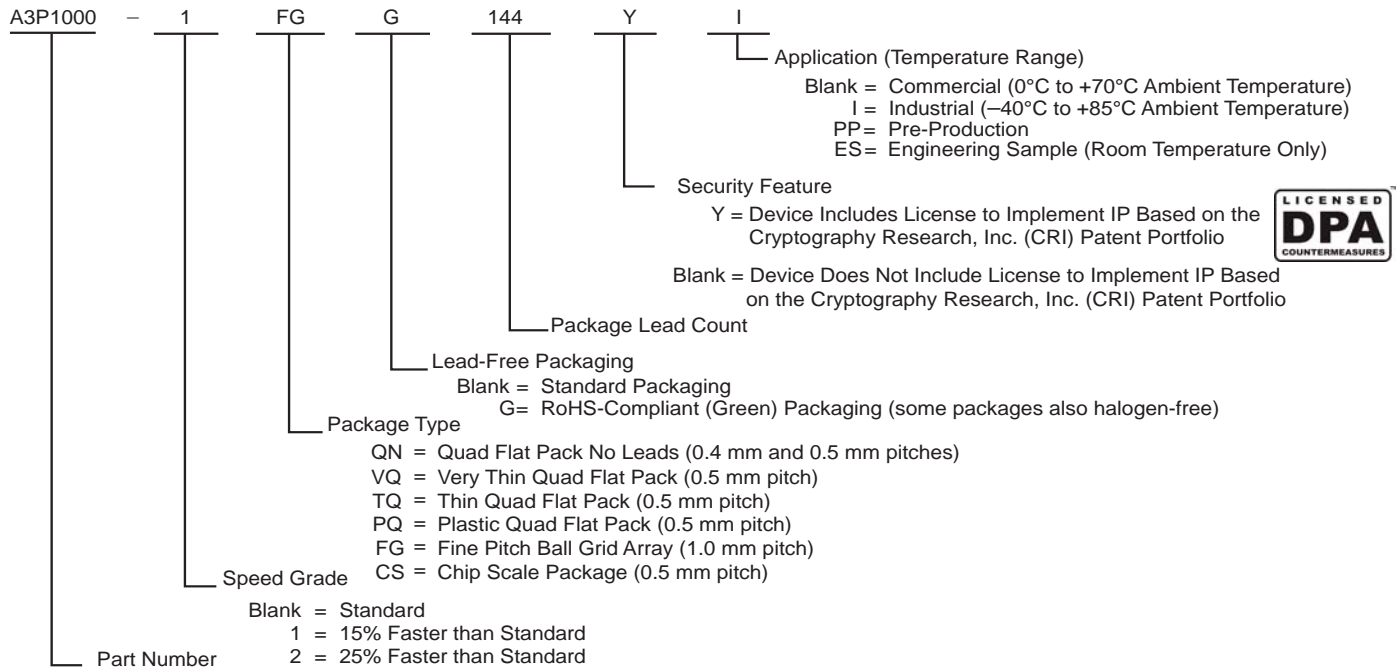 A3P1000 – 1 FG G 144 Y I
Application (Temperature Range)
Blank = Commercial (0°C to +70°C Ambient Temperature)
I = Industrial (–40°C to +85°C Ambient Temperature)
PP= Pre-Production
ES= Engineering Sample (Room Temperature Only)
Security Feature
Y = Device Includes License to Implement IP Based on the
Cryptography Research, Inc. (CRI) Patent Portfolio
LICENSED
DPA
COUNTERMEASURES
Blank = Device Does Not Include License to Implement IP Based
on the Cryptography Research, Inc. (CRI) Patent Portfolio
Package Lead Count
Lead-Free Packaging
Blank = Standard Packaging
G= RoHS-Compliant (Green) Packaging (some packages also halogen-free)
Package Type
QN = Quad Flat Pack No Leads (0.4 mm and 0.5 mm pitches)
VQ = Very Thin Quad Flat Pack (0.5 mm pitch)
TQ = Thin Quad Flat Pack (0.5 mm pitch)
PQ = Plastic Quad Flat Pack (0.5 mm pitch)
FG = Fine Pitch Ball Grid Array (1.0 mm pitch)
CS = Chip Scale Package (0.5 mm pitch)
Speed Grade
Blank = Standard
1 = 15% Faster than Standard
2 = 25% Faster than Standard
Part Number